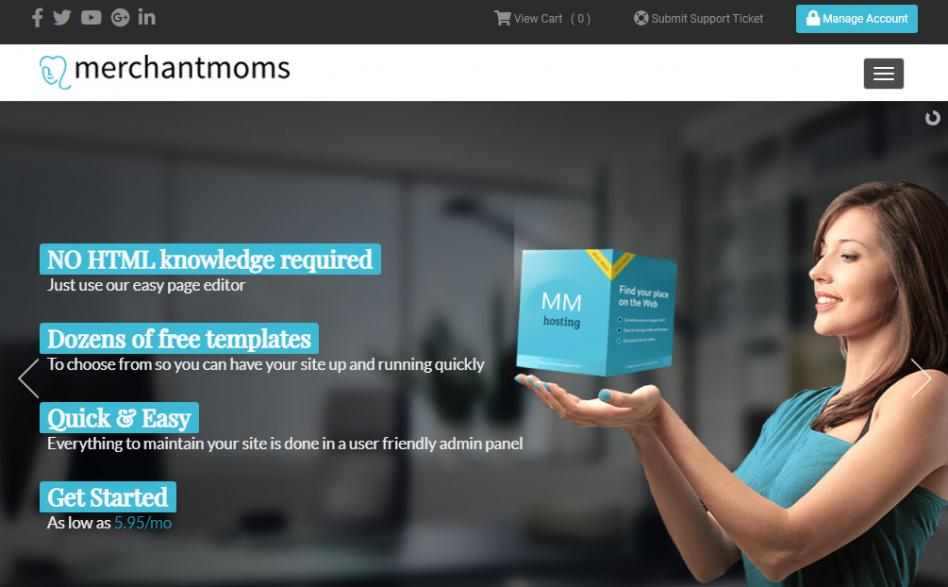 View Cart ( 0 )
Submit Support Ticket
Manage Account
merchantmoms
NO HTML knowledge required
Just use our easy page editor
Dozens of free templates
To choose from so you can have your site up and running quickly
Quick & Easy
Everything to maintain your site is done in a user friendly admin panel
Get Started
As low as 5.95/mo
MM
hosting
Find your place
on the Web